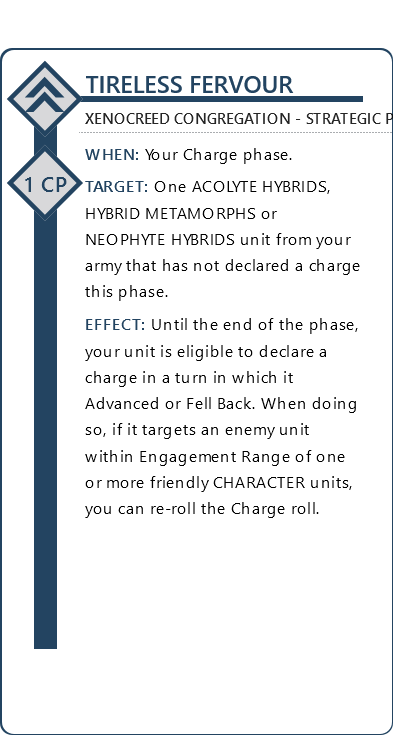 TIRELESS FERVOUR
XENOCREED CONGREGATION - STRATEGIC P
WHEN: Your Charge phase.
1 CP
TARGET: One ACOLYTE HYBRIDS,
HYBRID METAMORPHS or
NEOPHYTE HYBRIDS unit from your
army that has not declared a charge
this phase.
EFFECT: Until the end of the phase,
your unit is eligible to declare a
charge in a turn in which it
Advanced or Fell Back. When doing
so, if it targets an enemy unit
within Engagement Range of one
or more friendly CHARACTER units,
you can re-roll the Charge roll.